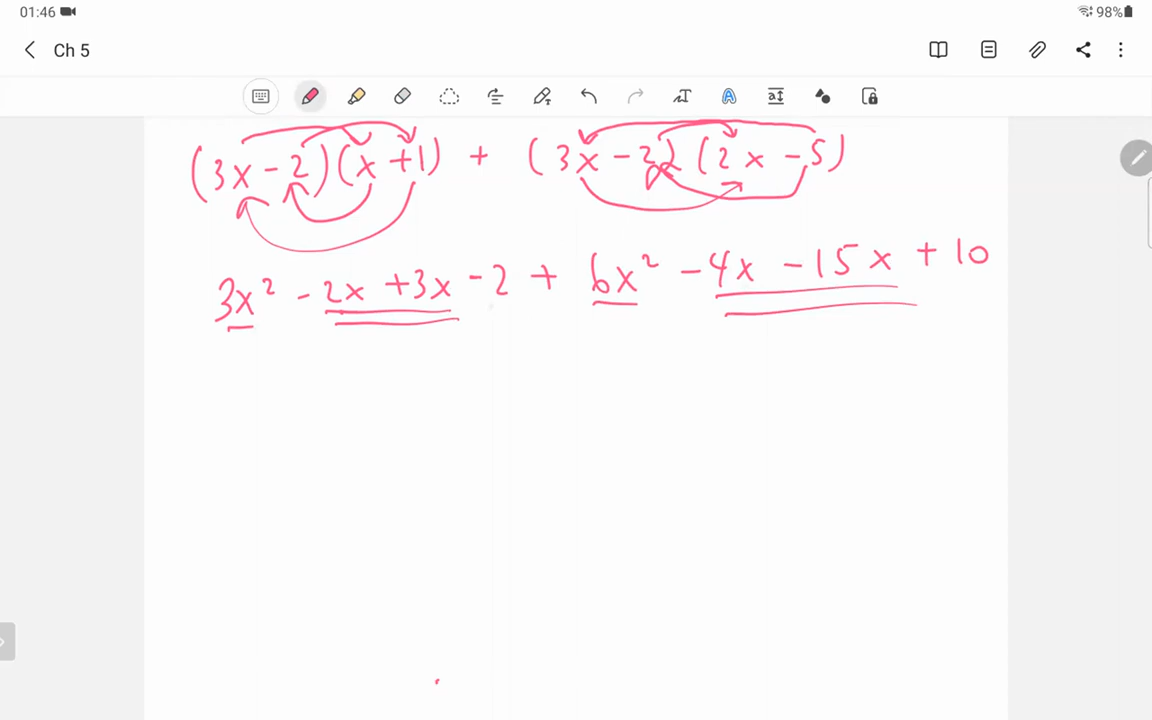 01:46 98%
Ch 5
(3x - 2)(x + 1) + (3x - 2)(2x - 5)
3x² - 2x + 3x - 2 + 6x² - 4x - 15x + 10